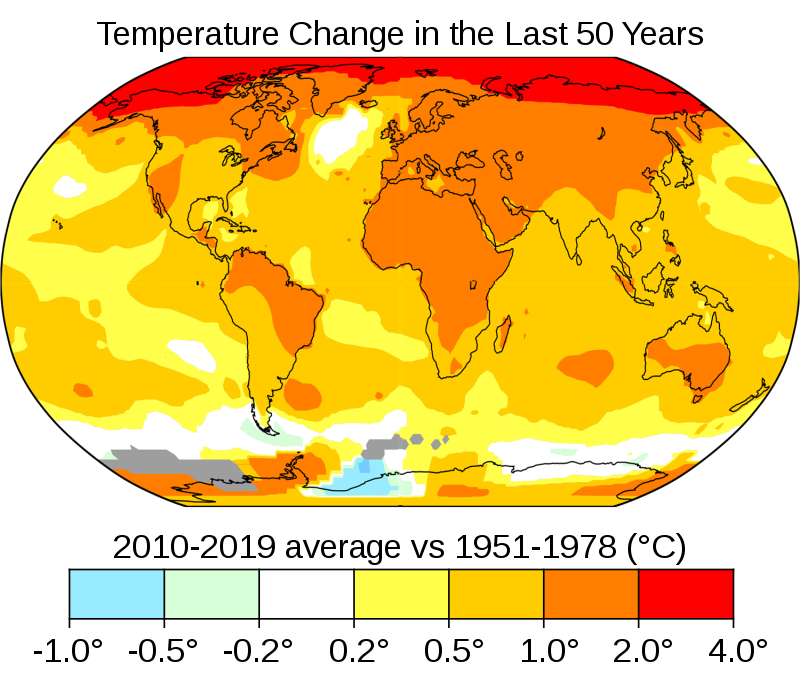 Temperature Change in the Last 50 Years
2010-2019 average vs 1951-1978 (°C)
-1.0° -0.5° -0.2° 0.2° 0.5° 1.0° 2.0° 4.0°